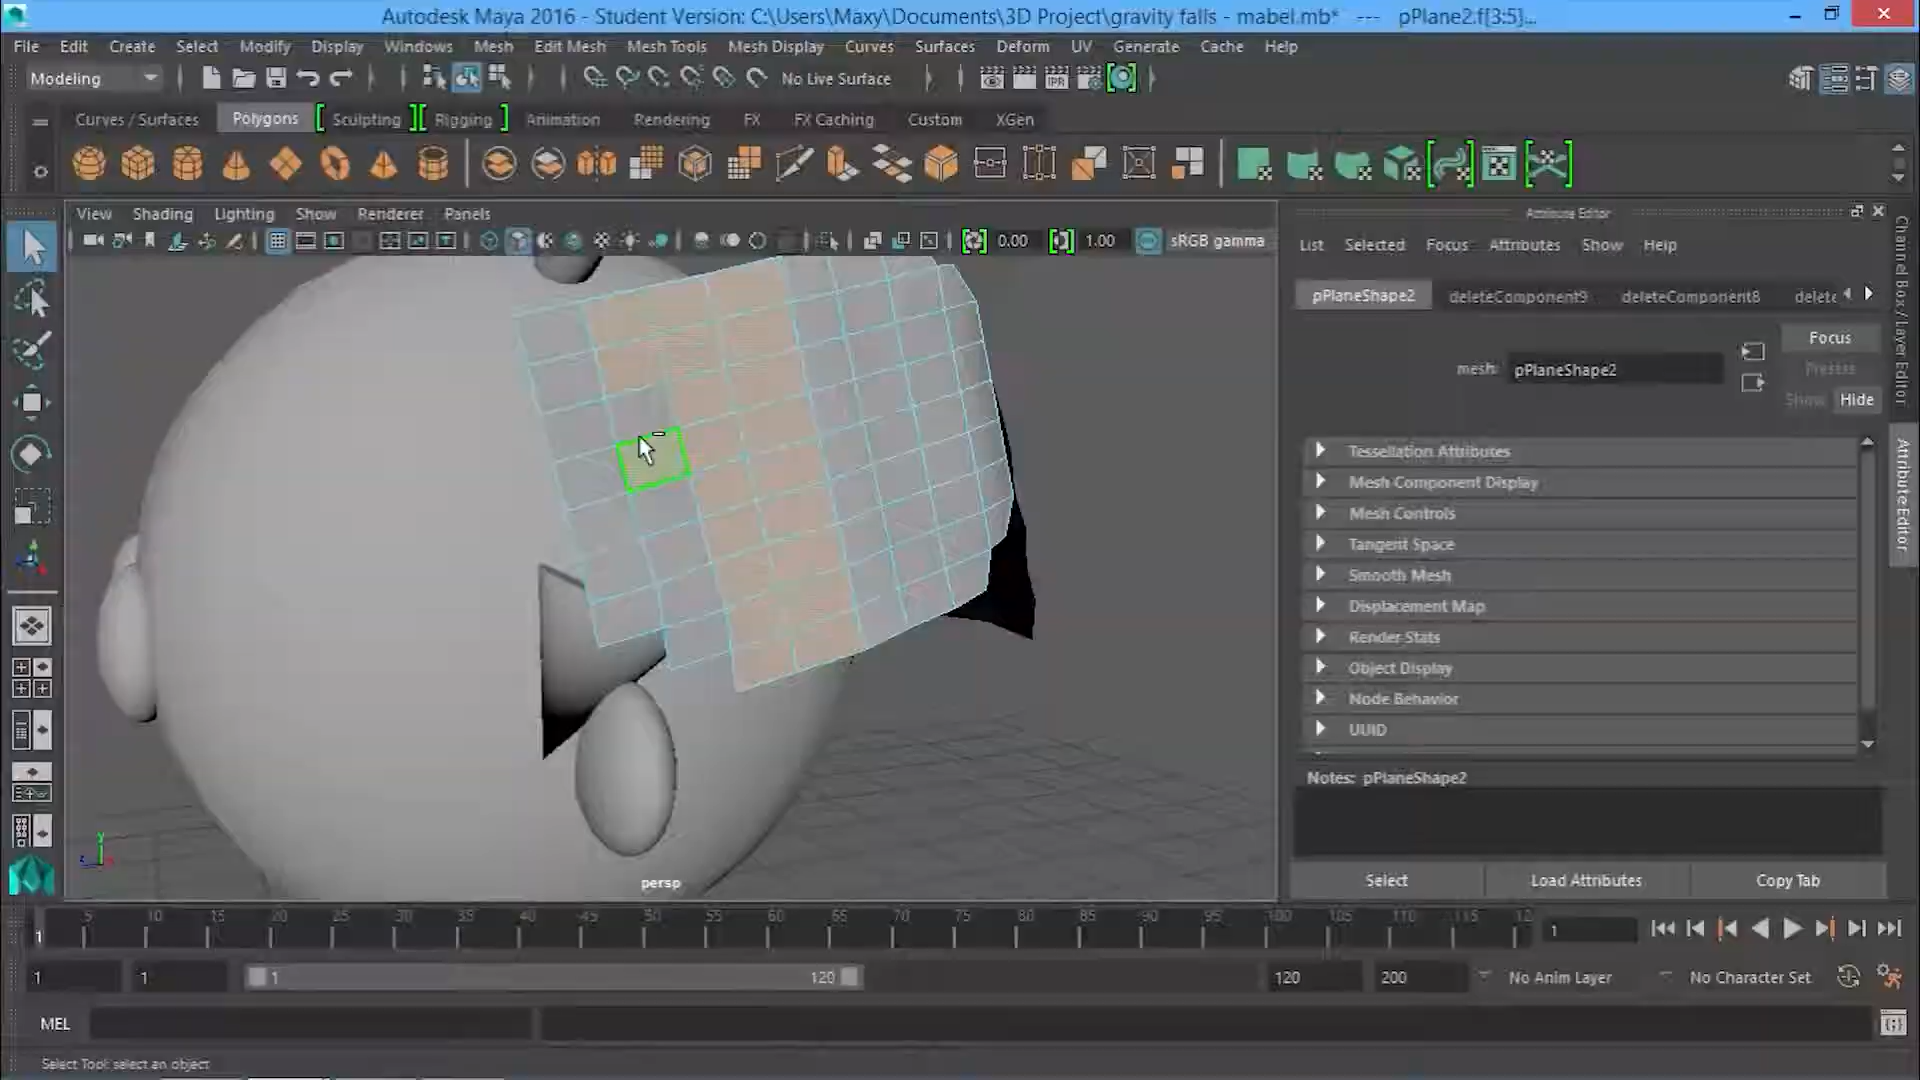 Autodesk Maya 2016 - Student Version: C:\Users\Maxy\Documents\3D Project\gravity falls - mabel.mb* --- pPlane2.f[3:5]...
File Edit Create Select Modify Display Windows Mesh Edit Mesh Mesh Tools Mesh Display Curves Surfaces Deform UV Generate Cache Help
Modeling No Live Surface IPR
Curves / Surfaces Polygons Sculpting Rigging Animation Rendering FX FX Caching Custom XGen
View Shading Lighting Show Renderer Panels
0.00 1.00 sRGB gamma
persp
Attribute Editor
List Selected Focus Attributes Show Help
pPlaneShape2 deleteComponent9 deleteComponent8 delete
Focus
Presets
mesh: pPlaneShape2
Show Hide
Tessellation Attributes
Mesh Component Display
Mesh Controls
Tangent Space
Smooth Mesh
Displacement Map
Render Stats
Object Display
Node Behavior
UUID
Notes: pPlaneShape2
Select Load Attributes Copy Tab
Channel Box / Layer Editor
Attribute Editor
5 10 15 20 25 30 35 40 45 50 55 60 65 70 75 80 85 90 95 100 105 110 115 12
1 1
1 1 1 120 120 200 No Anim Layer No Character Set
MEL
Select Tool: select an object